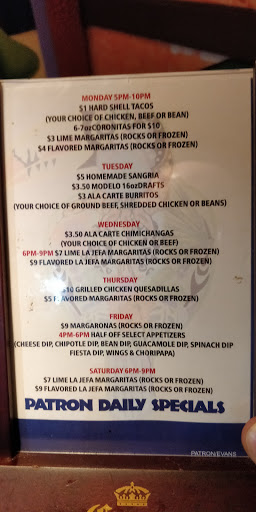 MONDAY 5PM-10PM
$1 HARD SHELL TACOS
(YOUR CHOICE OF CHICKEN, BEEF OR BEAN)
6-7ozCORONITAS FOR $10
$3 LIME MARGARITAS (ROCKS OR FROZEN)
$4 FLAVORED MARGARITAS (ROCKS OR FROZEN)
TUESDAY
$5 HOMEMADE SANGRIA
$3.50 MODELO 16ozDRAFTS
$3 ALA CARTE BURRITOS
(YOUR CHOICE OF GROUND BEEF, SHREDDED CHICKEN OR BEANS)
WEDNESDAY
$3.50 ALA CARTE CHIMICHANGAS
(YOUR CHOICE OF CHICKEN OR BEEF)
6PM-9PM $7 LIME LA JEFA MARGARITAS (ROCKS OR FROZEN)
$9 FLAVORED LA JEFA MARGARITAS (ROCKS OR FROZEN)
THURSDAY
$10 GRILLED CHICKEN QUESADILLAS
$5 FLAVORED MARGARITAS (ROCKS OR FROZEN)
FRIDAY
$9 MARGARONAS (ROCKS OR FROZEN)
4PM-6PM HALF OFF SELECT APPETIZERS
(CHEESE DIP, CHIPOTLE DIP, BEAN DIP, GUACAMOLE DIP, SPINACH DIP
FIESTA DIP, WINGS & CHORIPAPA)
SATURDAY 6PM-9PM
$7 LIME LA JEFA MARGARITAS (ROCKS OR FROZEN)
$9 FLAVORED LA JEFA MARGARITAS (ROCKS OR FROZEN)
PATRON DAILY SPECIALS
PATRON/EVANS